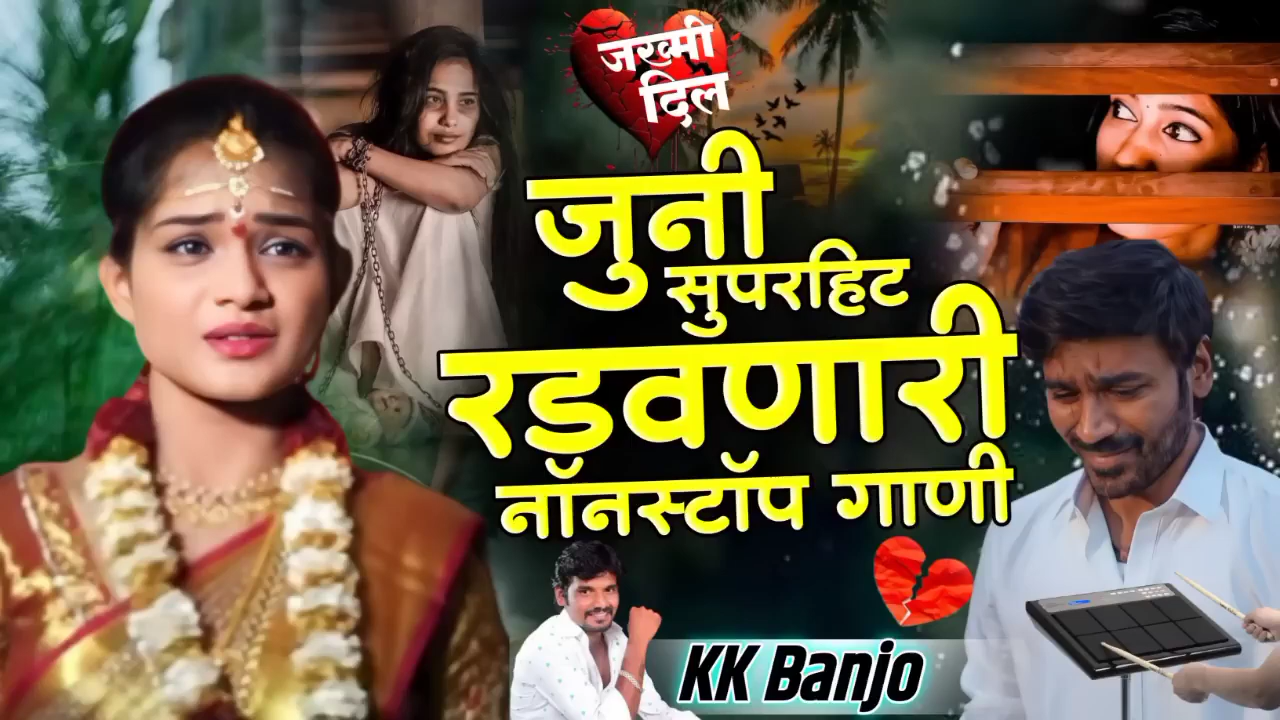 जख्मी
दिल
जुनी
सुपरहिट
रडवणारी
नॉनस्टॉप गाणी
KK Banjo